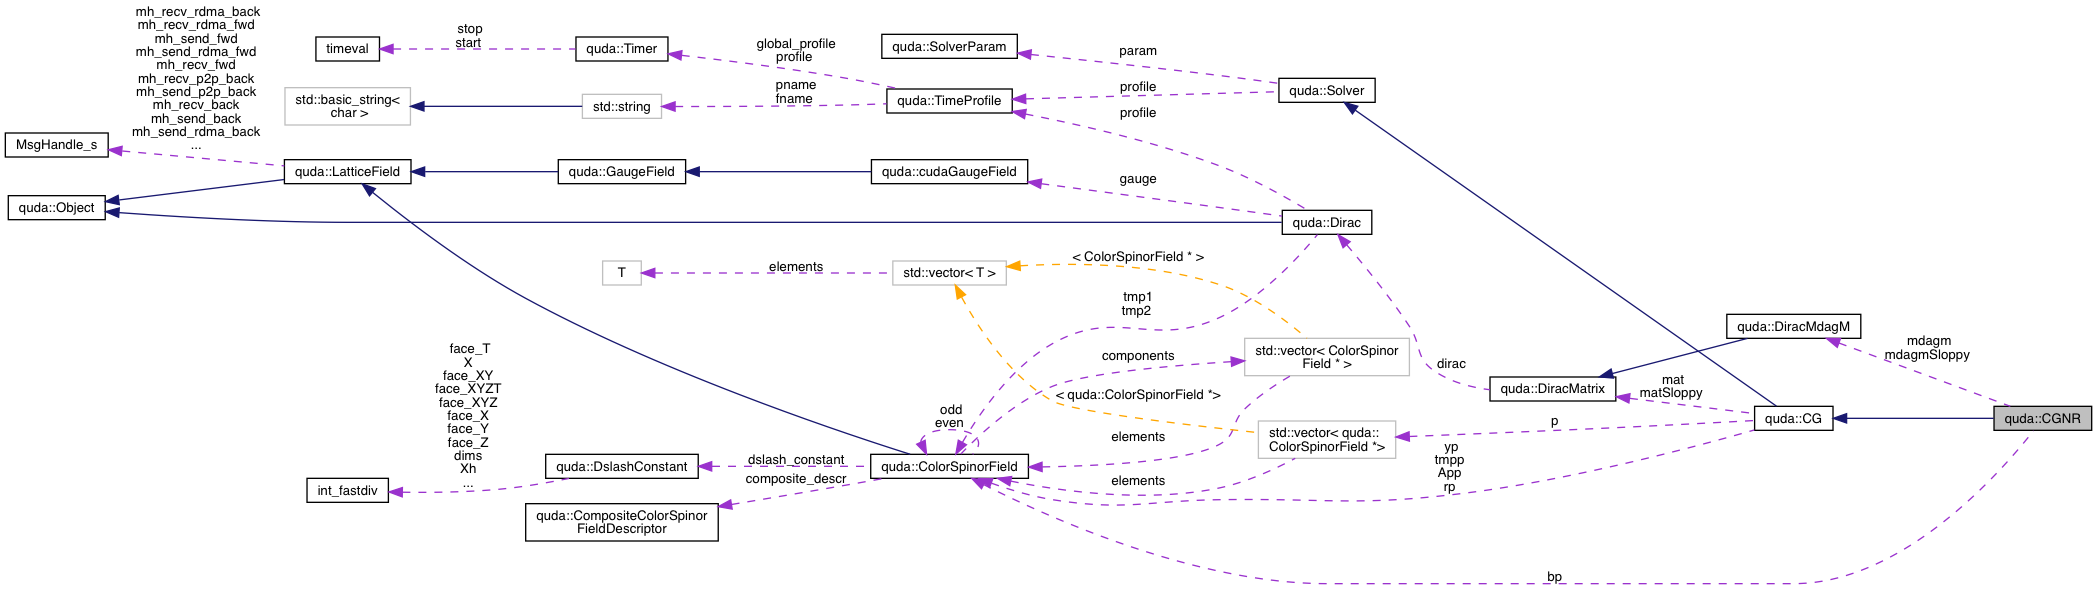 mh_recv_rdma_back
mh_recv_rdma_fwd
mh_send_fwd
mh_send_rdma_fwd
mh_recv_fwd
mh_recv_p2p_back
mh_send_p2p_back
mh_recv_back
mh_send_back
mh_send_rdma_back
...
MsgHandle_s
quda::Object
timeval
stop
start
quda::Timer
global_profile
profile
quda::SolverParam
param
quda::Solver
std::basic_string<
char >
std::string
pname
fname
quda::TimeProfile
profile
profile
quda::LatticeField
quda::GaugeField
quda::cudaGaugeField
gauge
quda::Dirac
T
elements
std::vector< T >
< ColorSpinorField * >
tmp1
tmp2
components
std::vector< ColorSpinor
Field * >
< quda::ColorSpinorField *>
dirac
quda::DiracMdagM
mdagm
mdagmSloppy
quda::DiracMatrix
mat
matSloppy
quda::CG
quda::CGNR
face_T
X
face_XY
face_XYZT
face_XYZ
face_X
face_Y
face_Z
dims
Xh
...
int_fastdiv
quda::DslashConstant
dslash_constant
composite_descr
quda::CompositeColorSpinor
FieldDescriptor
odd
even
quda::ColorSpinorField
elements
elements
std::vector< quda::
ColorSpinorField *>
p
yp
tmpp
App
rp
bp